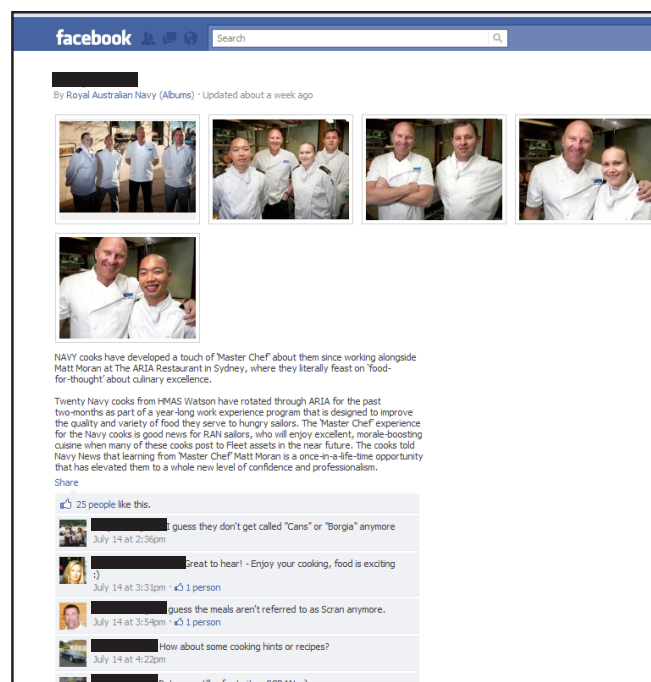 facebook
Search
By Royal Australian Navy (Albums) · Updated about a week ago
NAVY cooks have developed a touch of 'Master Chef' about them since working alongside
Matt Moran at The ARIA Restaurant in Sydney, where they literally feast on 'food-
for-thought' about culinary excellence.
Twenty Navy cooks from HMAS Watson have rotated through ARIA for the past
two-months as part of a year-long work experience program that is designed to improve
the quality and variety of food they serve to hungry sailors. The 'Master Chef' experience
for the Navy cooks is good news for RAN sailors, who will enjoy excellent, morale-boosting
cuisine when many of these cooks post to Fleet assets in the near future. The cooks told
Navy News that learning from 'Master Chef' Matt Moran is a once-in-a-life-time opportunity
that has elevated them to a whole new level of confidence and professionalism.
Share
25 people like this.
I guess they don't get called "Cans" or "Borgia" anymore
July 14 at 2:36pm
Great to hear! - Enjoy your cooking, food is exciting
:)
July 14 at 3:31pm · 1 person
guess the meals aren't referred to as Scran anymore.
July 14 at 3:54pm · 1 person
How about some cooking hints or recipes?
July 14 at 4:22pm